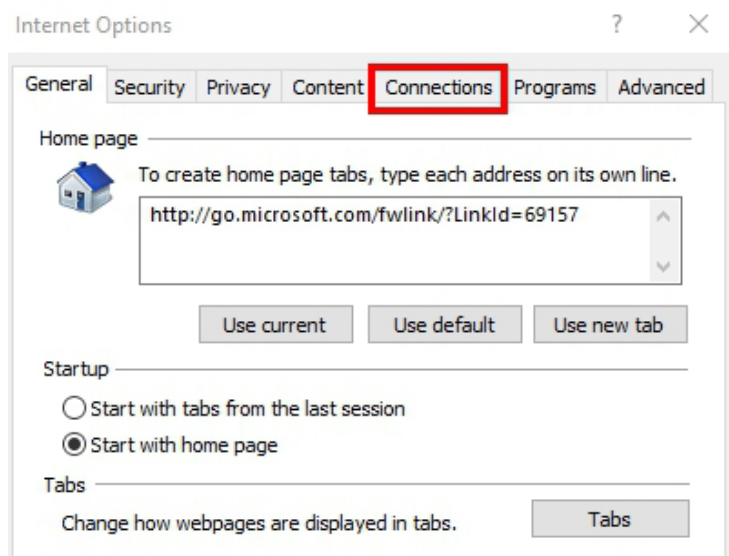 Internet Options ?
General Security Privacy Content Connections Programs Advanced
Home page
To create home page tabs, type each address on its own line.
http://go.microsoft.com/fwlink/?LinkId=69157
Use current Use default Use new tab
Startup
Start with tabs from the last session
Start with home page
Tabs
Change how webpages are displayed in tabs. Tabs